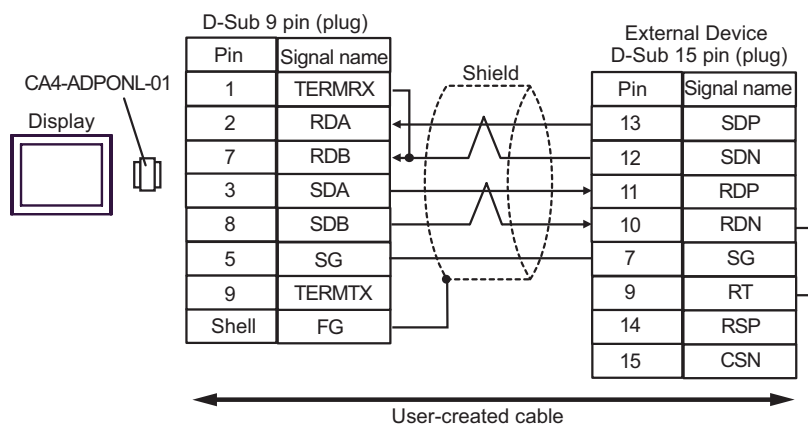 D-Sub 9 pin (plug)
External Device
D-Sub 15 pin (plug)
CA4-ADPONL-01
Display
Shield
Pin Signal name
1 TERMRX
2 RDA
7 RDB
3 SDA
8 SDB
5 SG
9 TERMTX
Shell FG
Pin Signal name
13 SDP
12 SDN
11 RDP
10 RDN
7 SG
9 RT
14 RSP
15 CSN
User-created cable